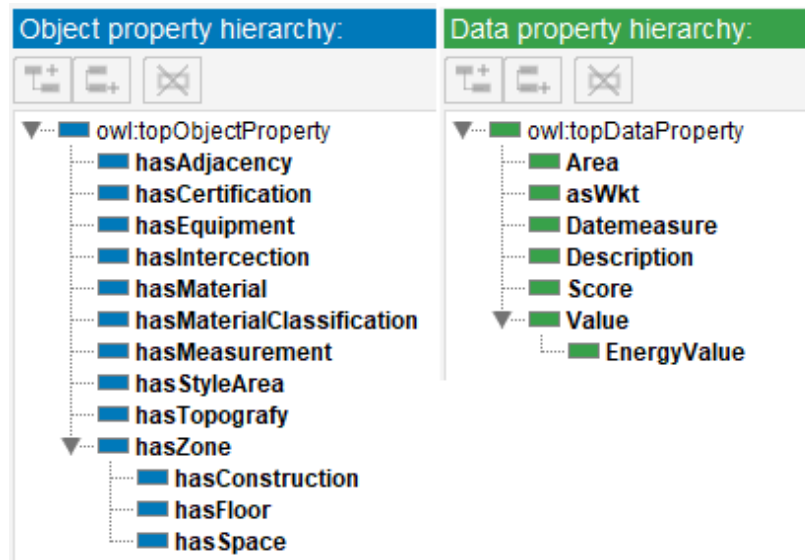 Object property hierarchy:
owl:topObjectProperty
hasAdjacency
hasCertification
hasEquipment
hasIntercection
hasMaterial
hasMaterialClassification
hasMeasurement
hasStyleArea
hasTopografy
hasZone
hasConstruction
hasFloor
hasSpace
Data property hierarchy:
owl:topDataProperty
Area
asWkt
Datemeasure
Description
Score
Value
EnergyValue